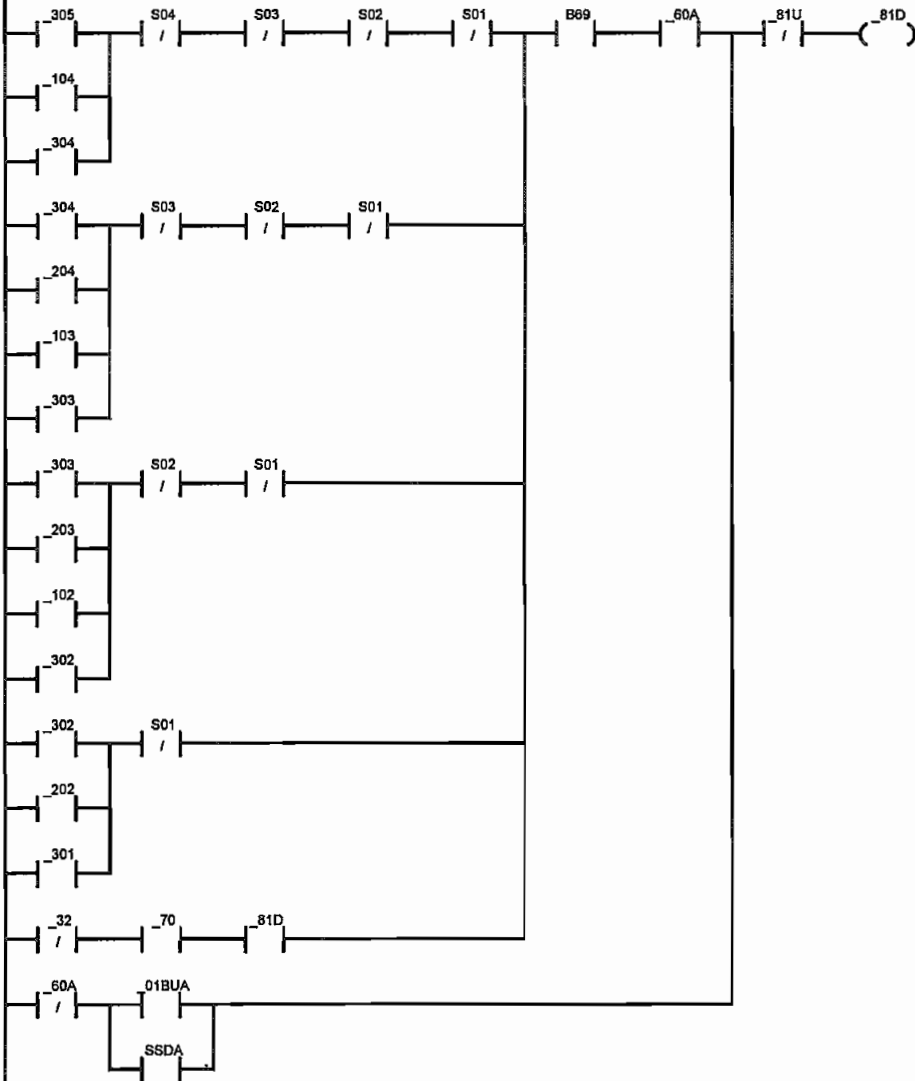 _305 S04 S03 S02 S01 B69 _60A _81U _81D
_104
_304
_304 S03 S02 S01
_204
_103
_303
_303 S02 S01
_203
_102
_302
_302 S01
_202
_301
_32 _70 _81D
_60A _01BUA
SSDA